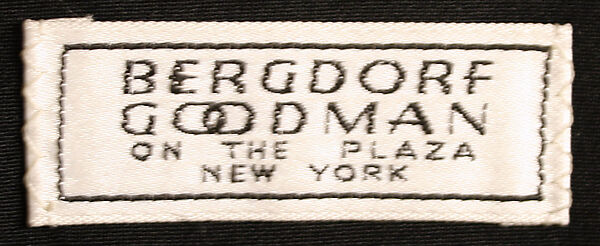 BERGDORF
GOODMAN
ON THE PLAZA
NEW YORK